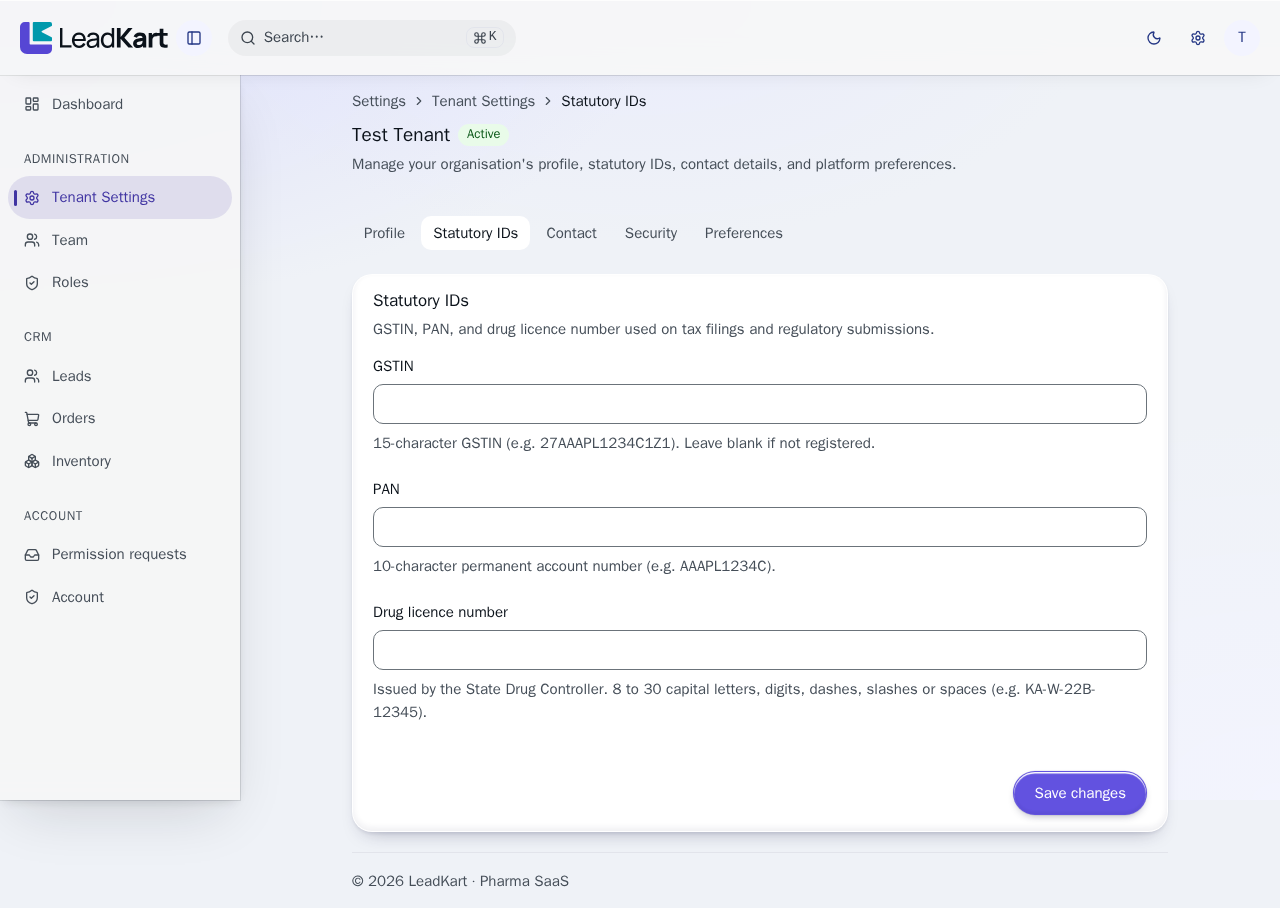 LeadKart
Search…
⌘K
T
Dashboard
ADMINISTRATION
Tenant Settings
Team
Roles
CRM
Leads
Orders
Inventory
ACCOUNT
Permission requests
Account
Settings > Tenant Settings > Statutory IDs
Test Tenant Active
Manage your organisation's profile, statutory IDs, contact details, and platform preferences.
Profile Statutory IDs Contact Security Preferences
Statutory IDs
GSTIN, PAN, and drug licence number used on tax filings and regulatory submissions.
GSTIN
15-character GSTIN (e.g. 27AAAPL1234C1Z1). Leave blank if not registered.
PAN
10-character permanent account number (e.g. AAAPL1234C).
Drug licence number
Issued by the State Drug Controller. 8 to 30 capital letters, digits, dashes, slashes or spaces (e.g. KA-W-22B-
12345).
Save changes
© 2026 LeadKart · Pharma SaaS